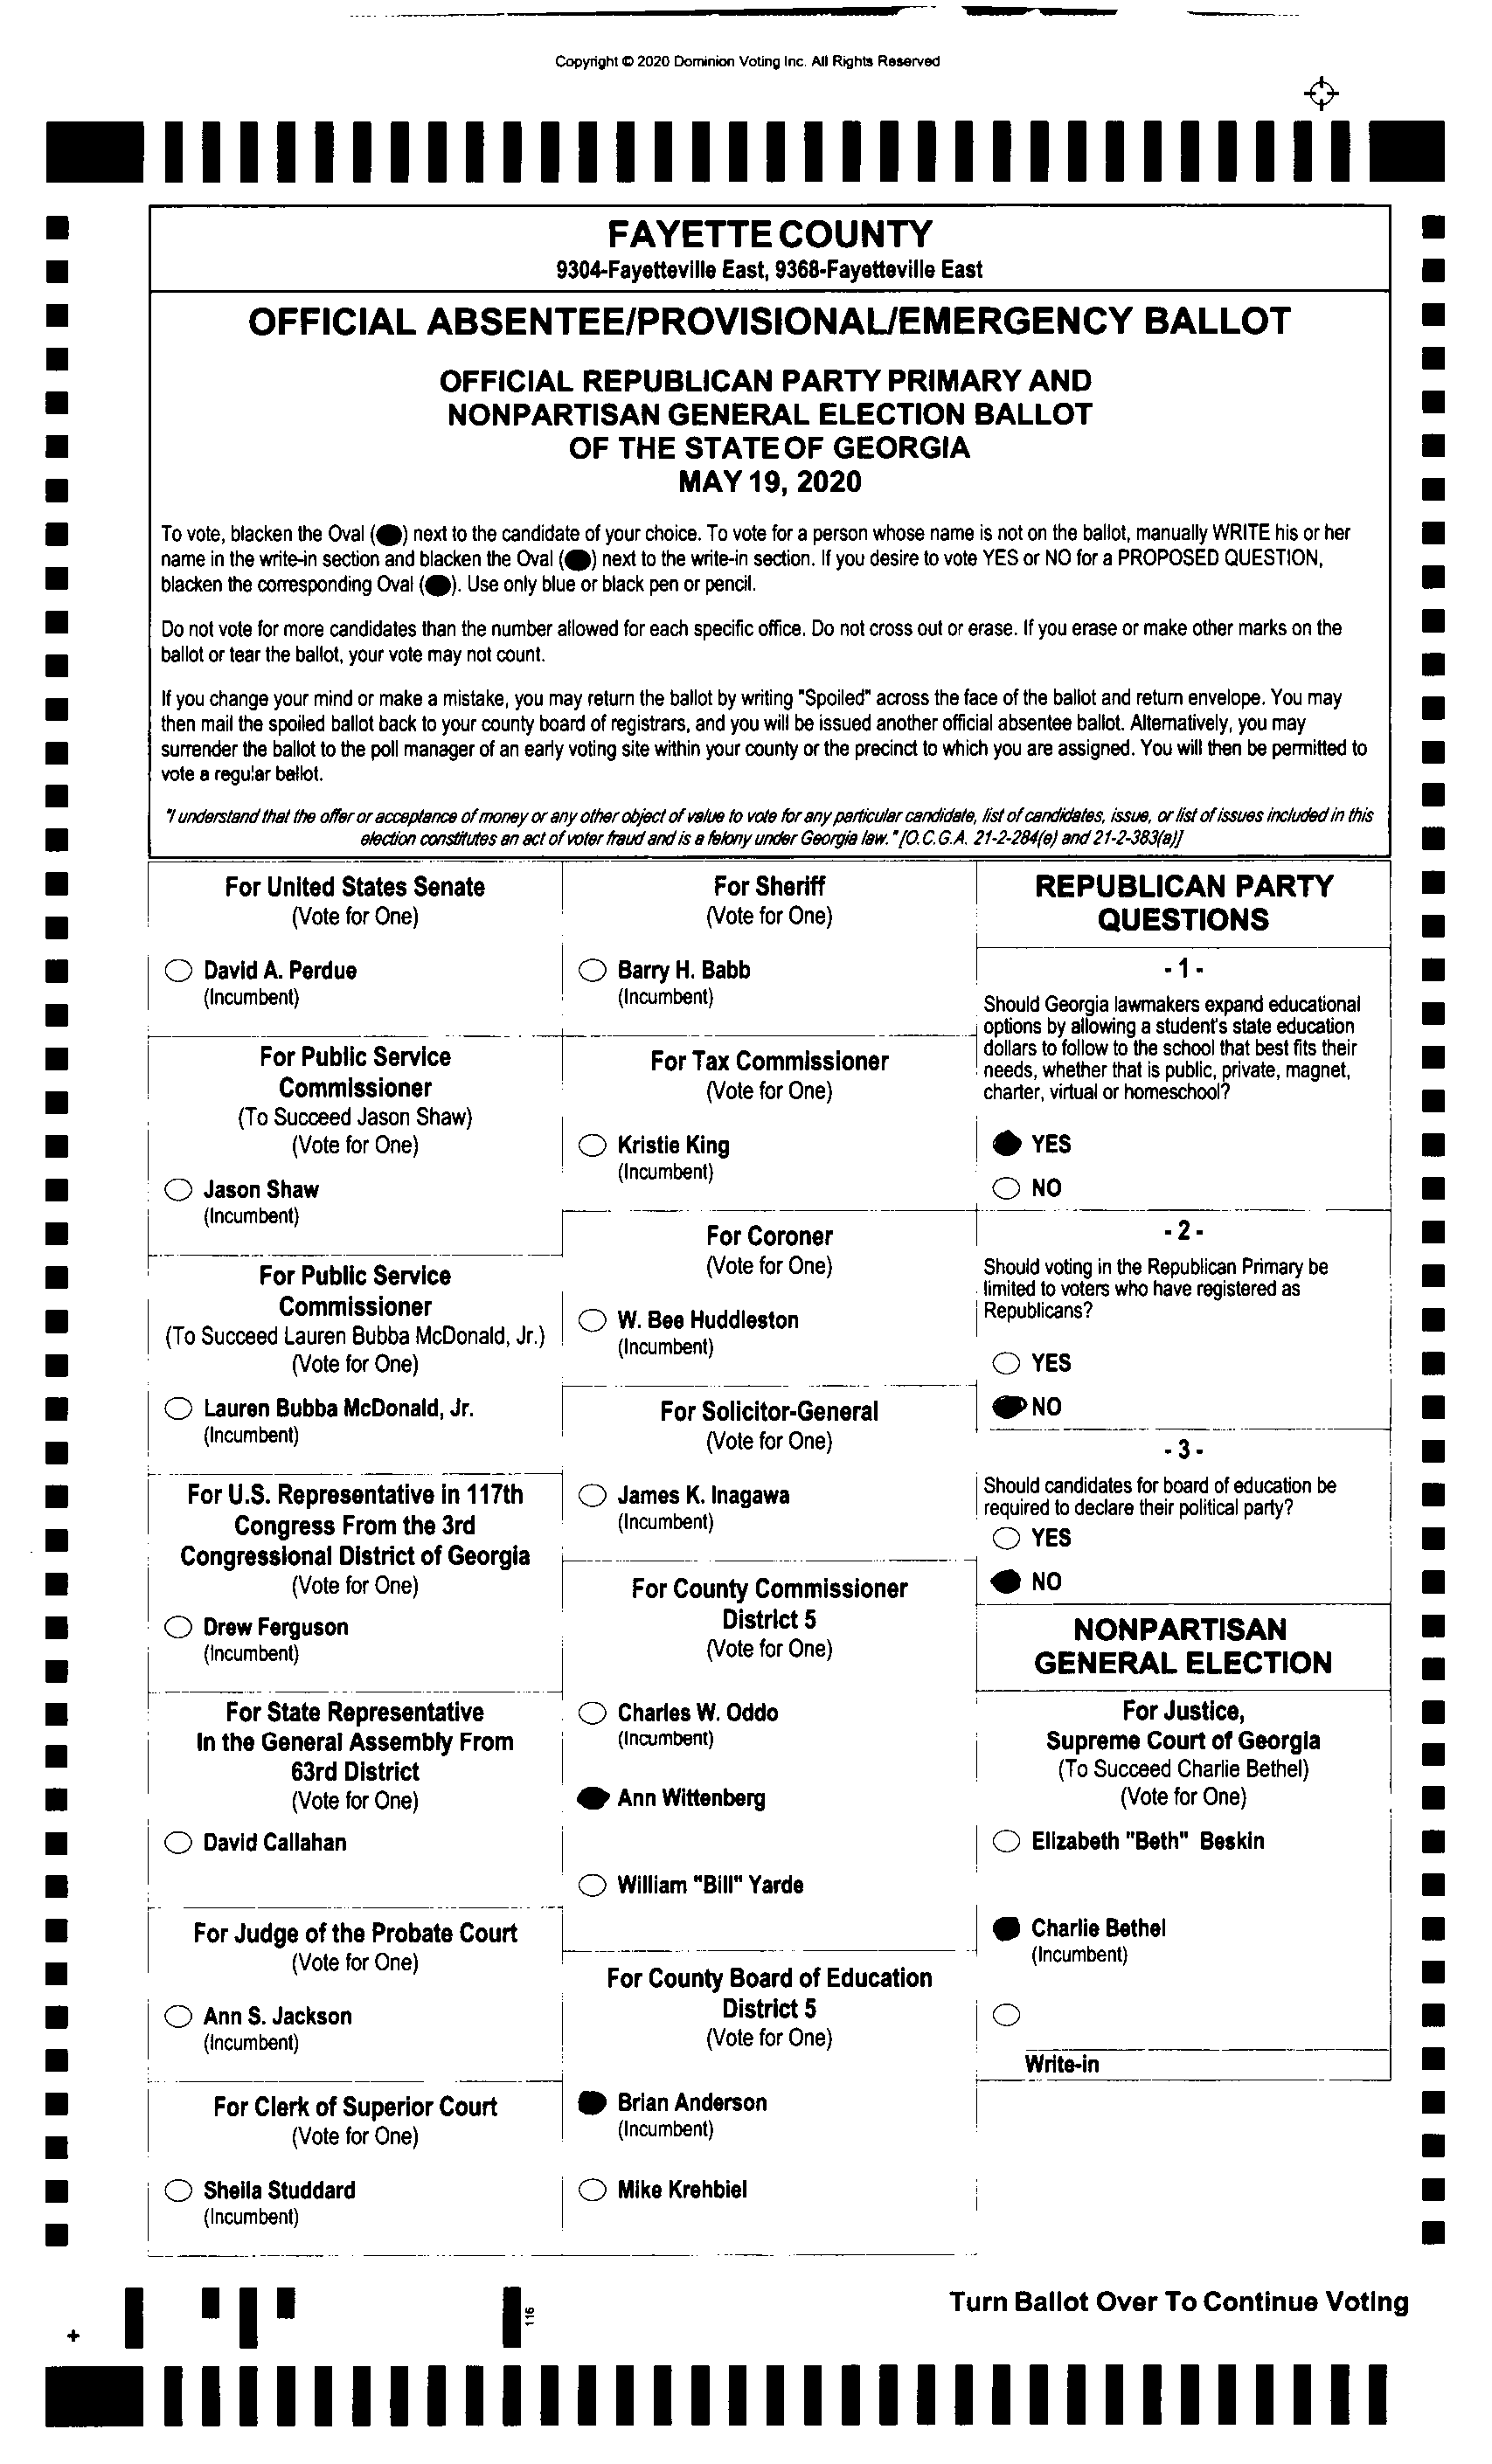 Copyright © 2020 Dominion Voting Inc. All Rights Reserved
FAYETTE COUNTY
9304-Fayetteville East, 9368-Fayetteville East
OFFICIAL ABSENTEE/PROVISIONAL/EMERGENCY BALLOT
OFFICIAL REPUBLICAN PARTY PRIMARY AND
NONPARTISAN GENERAL ELECTION BALLOT
OF THE STATE OF GEORGIA
MAY 19, 2020
To vote, blacken the Oval (●) next to the candidate of your choice. To vote for a person whose name is not on the ballot, manually WRITE his or her
name in the write-in section and blacken the Oval (●) next to the write-in section. If you desire to vote YES or NO for a PROPOSED QUESTION,
blacken the corresponding Oval (●). Use only blue or black pen or pencil.
Do not vote for more candidates than the number allowed for each specific office. Do not cross out or erase. If you erase or make other marks on the
ballot or tear the ballot, your vote may not count.
If you change your mind or make a mistake, you may return the ballot by writing "Spoiled" across the face of the ballot and return envelope. You may
then mail the spoiled ballot back to your county board of registrars, and you will be issued another official absentee ballot. Alternatively, you may
surrender the ballot to the poll manager of an early voting site within your county or the precinct to which you are assigned. You will then be permitted to
vote a regular ballot.
"I understand that the offer or acceptance of money or any other object of value to vote for any particular candidate, list of candidates, issue, or list of issues included in this
election constitutes an act of voter fraud and is a felony under Georgia law." [O.C.G.A. 21-2-284(e) and 21-2-383(a)]
For United States Senate
(Vote for One)
David A. Perdue
(Incumbent)
For Public Service
Commissioner
(To Succeed Jason Shaw)
(Vote for One)
Jason Shaw
(Incumbent)
For Public Service
Commissioner
(To Succeed Lauren Bubba McDonald, Jr.)
(Vote for One)
Lauren Bubba McDonald, Jr.
(Incumbent)
For U.S. Representative in 117th
Congress From the 3rd
Congressional District of Georgia
(Vote for One)
Drew Ferguson
(Incumbent)
For State Representative
In the General Assembly From
63rd District
(Vote for One)
David Callahan
For Judge of the Probate Court
(Vote for One)
Ann S. Jackson
(Incumbent)
For Clerk of Superior Court
(Vote for One)
Sheila Studdard
(Incumbent)
For Sheriff
(Vote for One)
Barry H. Babb
(Incumbent)
For Tax Commissioner
(Vote for One)
Kristie King
(Incumbent)
For Coroner
(Vote for One)
W. Bee Huddleston
(Incumbent)
For Solicitor-General
(Vote for One)
James K. Inagawa
(Incumbent)
For County Commissioner
District 5
(Vote for One)
Charles W. Oddo
(Incumbent)
Ann Wittenberg
William "Bill" Yarde
For County Board of Education
District 5
(Vote for One)
Brian Anderson
(Incumbent)
Mike Krehbiel
REPUBLICAN PARTY
QUESTIONS
- 1 -
Should Georgia lawmakers expand educational
options by allowing a student's state education
dollars to follow to the school that best fits their
needs, whether that is public, private, magnet,
charter, virtual or homeschool?
YES
NO
- 2 -
Should voting in the Republican Primary be
limited to voters who have registered as
Republicans?
YES
NO
- 3 -
Should candidates for board of education be
required to declare their political party?
YES
NO
NONPARTISAN
GENERAL ELECTION
For Justice,
Supreme Court of Georgia
(To Succeed Charlie Bethel)
(Vote for One)
Elizabeth "Beth" Beskin
Charlie Bethel
(Incumbent)
Write-in
116
Turn Ballot Over To Continue Voting
+